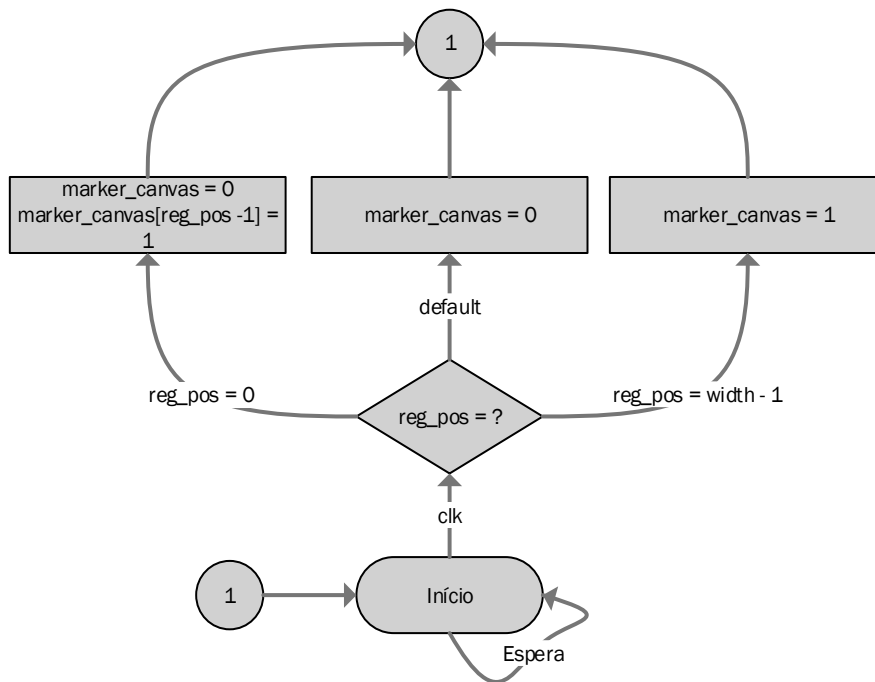 1
marker_canvas = 0
marker_canvas[reg_pos -1] =
1
marker_canvas = 0
marker_canvas = 1
default
reg_pos = 0
reg_pos = ?
reg_pos = width - 1
clk
1
Início
Espera